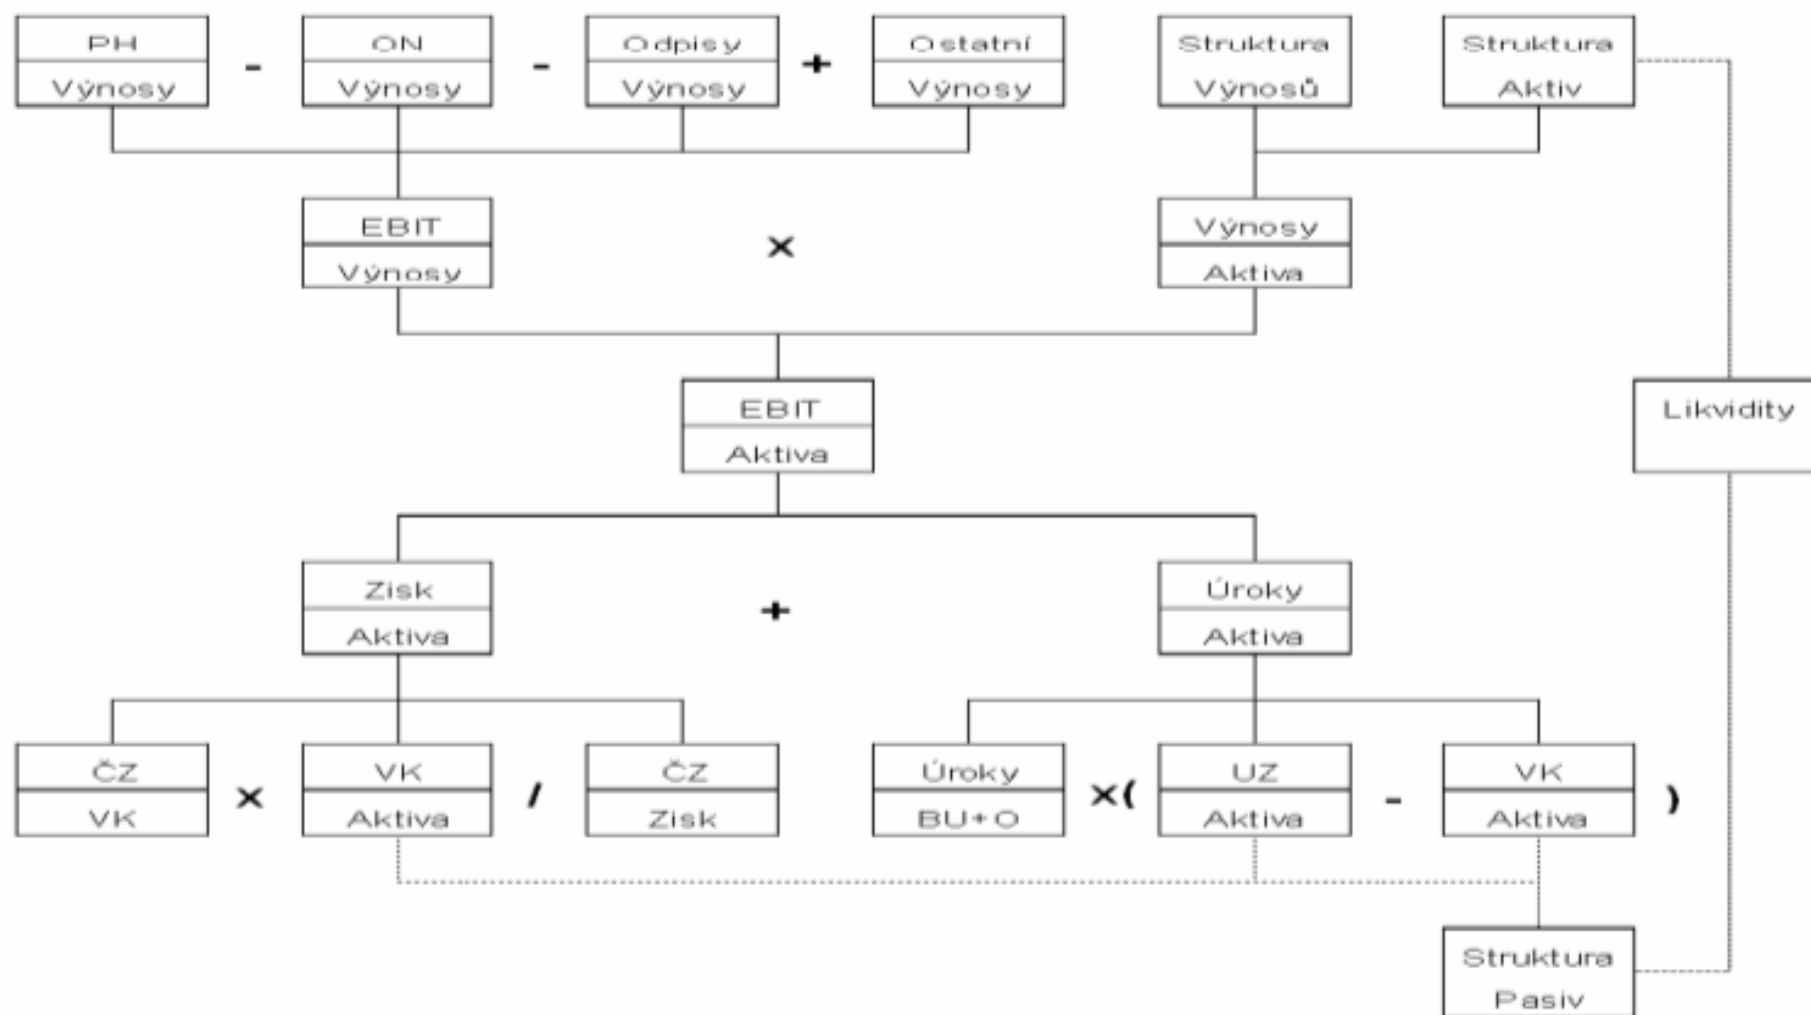 PH - ON - Odpisy + Ostatní Struktura Struktura
Výnosy Výnosy Výnosy Výnosy Výnosů Aktiv
EBIT x Výnosy
Výnosy Aktiva
EBIT Likvidity
Aktiva
Zisk + Úroky
Aktiva Aktiva
ČZ x VK / ČZ Úroky x( UZ - VK )
VK Aktiva Zisk BU+O Aktiva Aktiva
Struktura
Pasiv